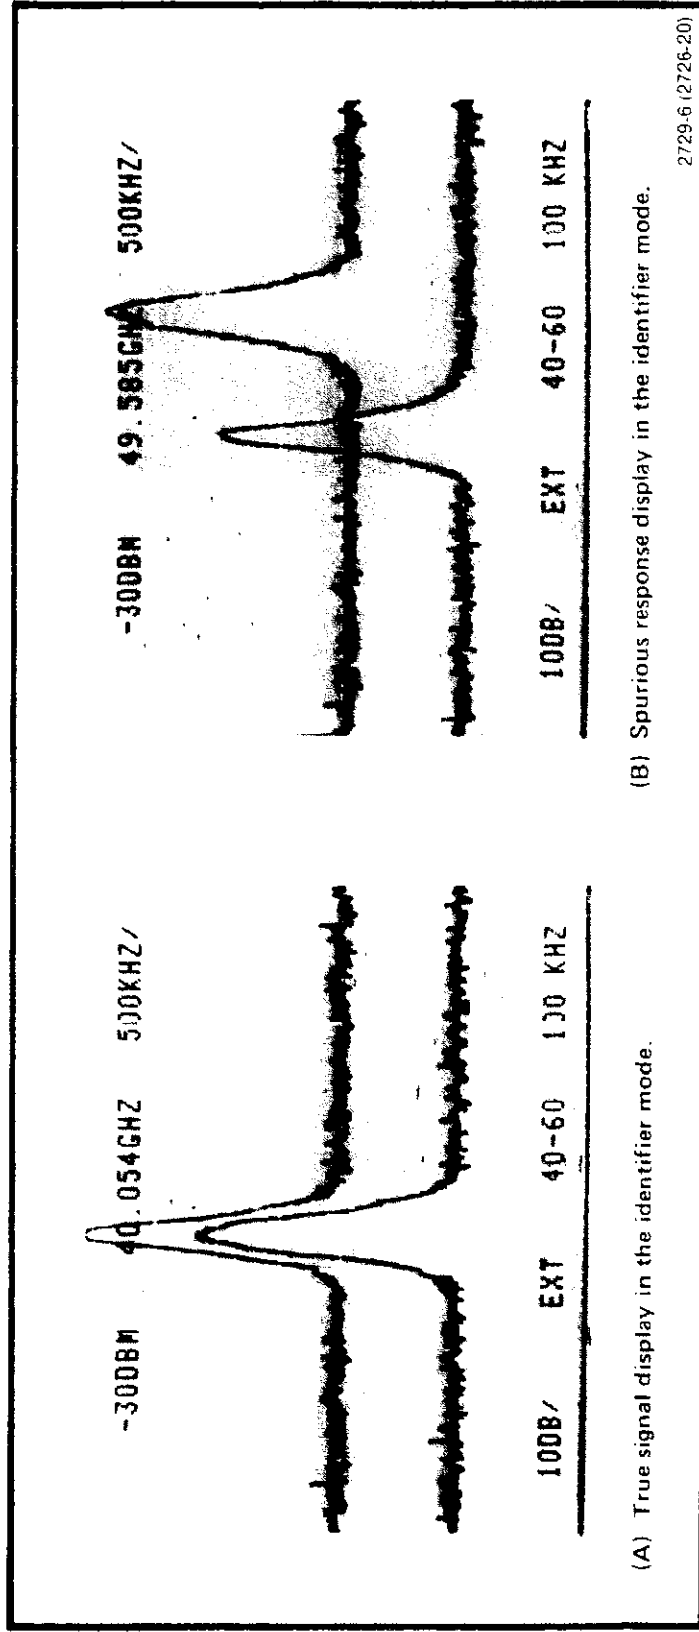 -30DBM 40.054GHZ 500KHZ/
10DB/ EXT 40-60 100 KHZ
(A) True signal display in the identifier mode.
-30DBM 49.585GHZ 500KHZ/
10DB/ EXT 40-60 100 KHZ
(B) Spurious response display in the identifier mode.
2729-6 (2726-20)